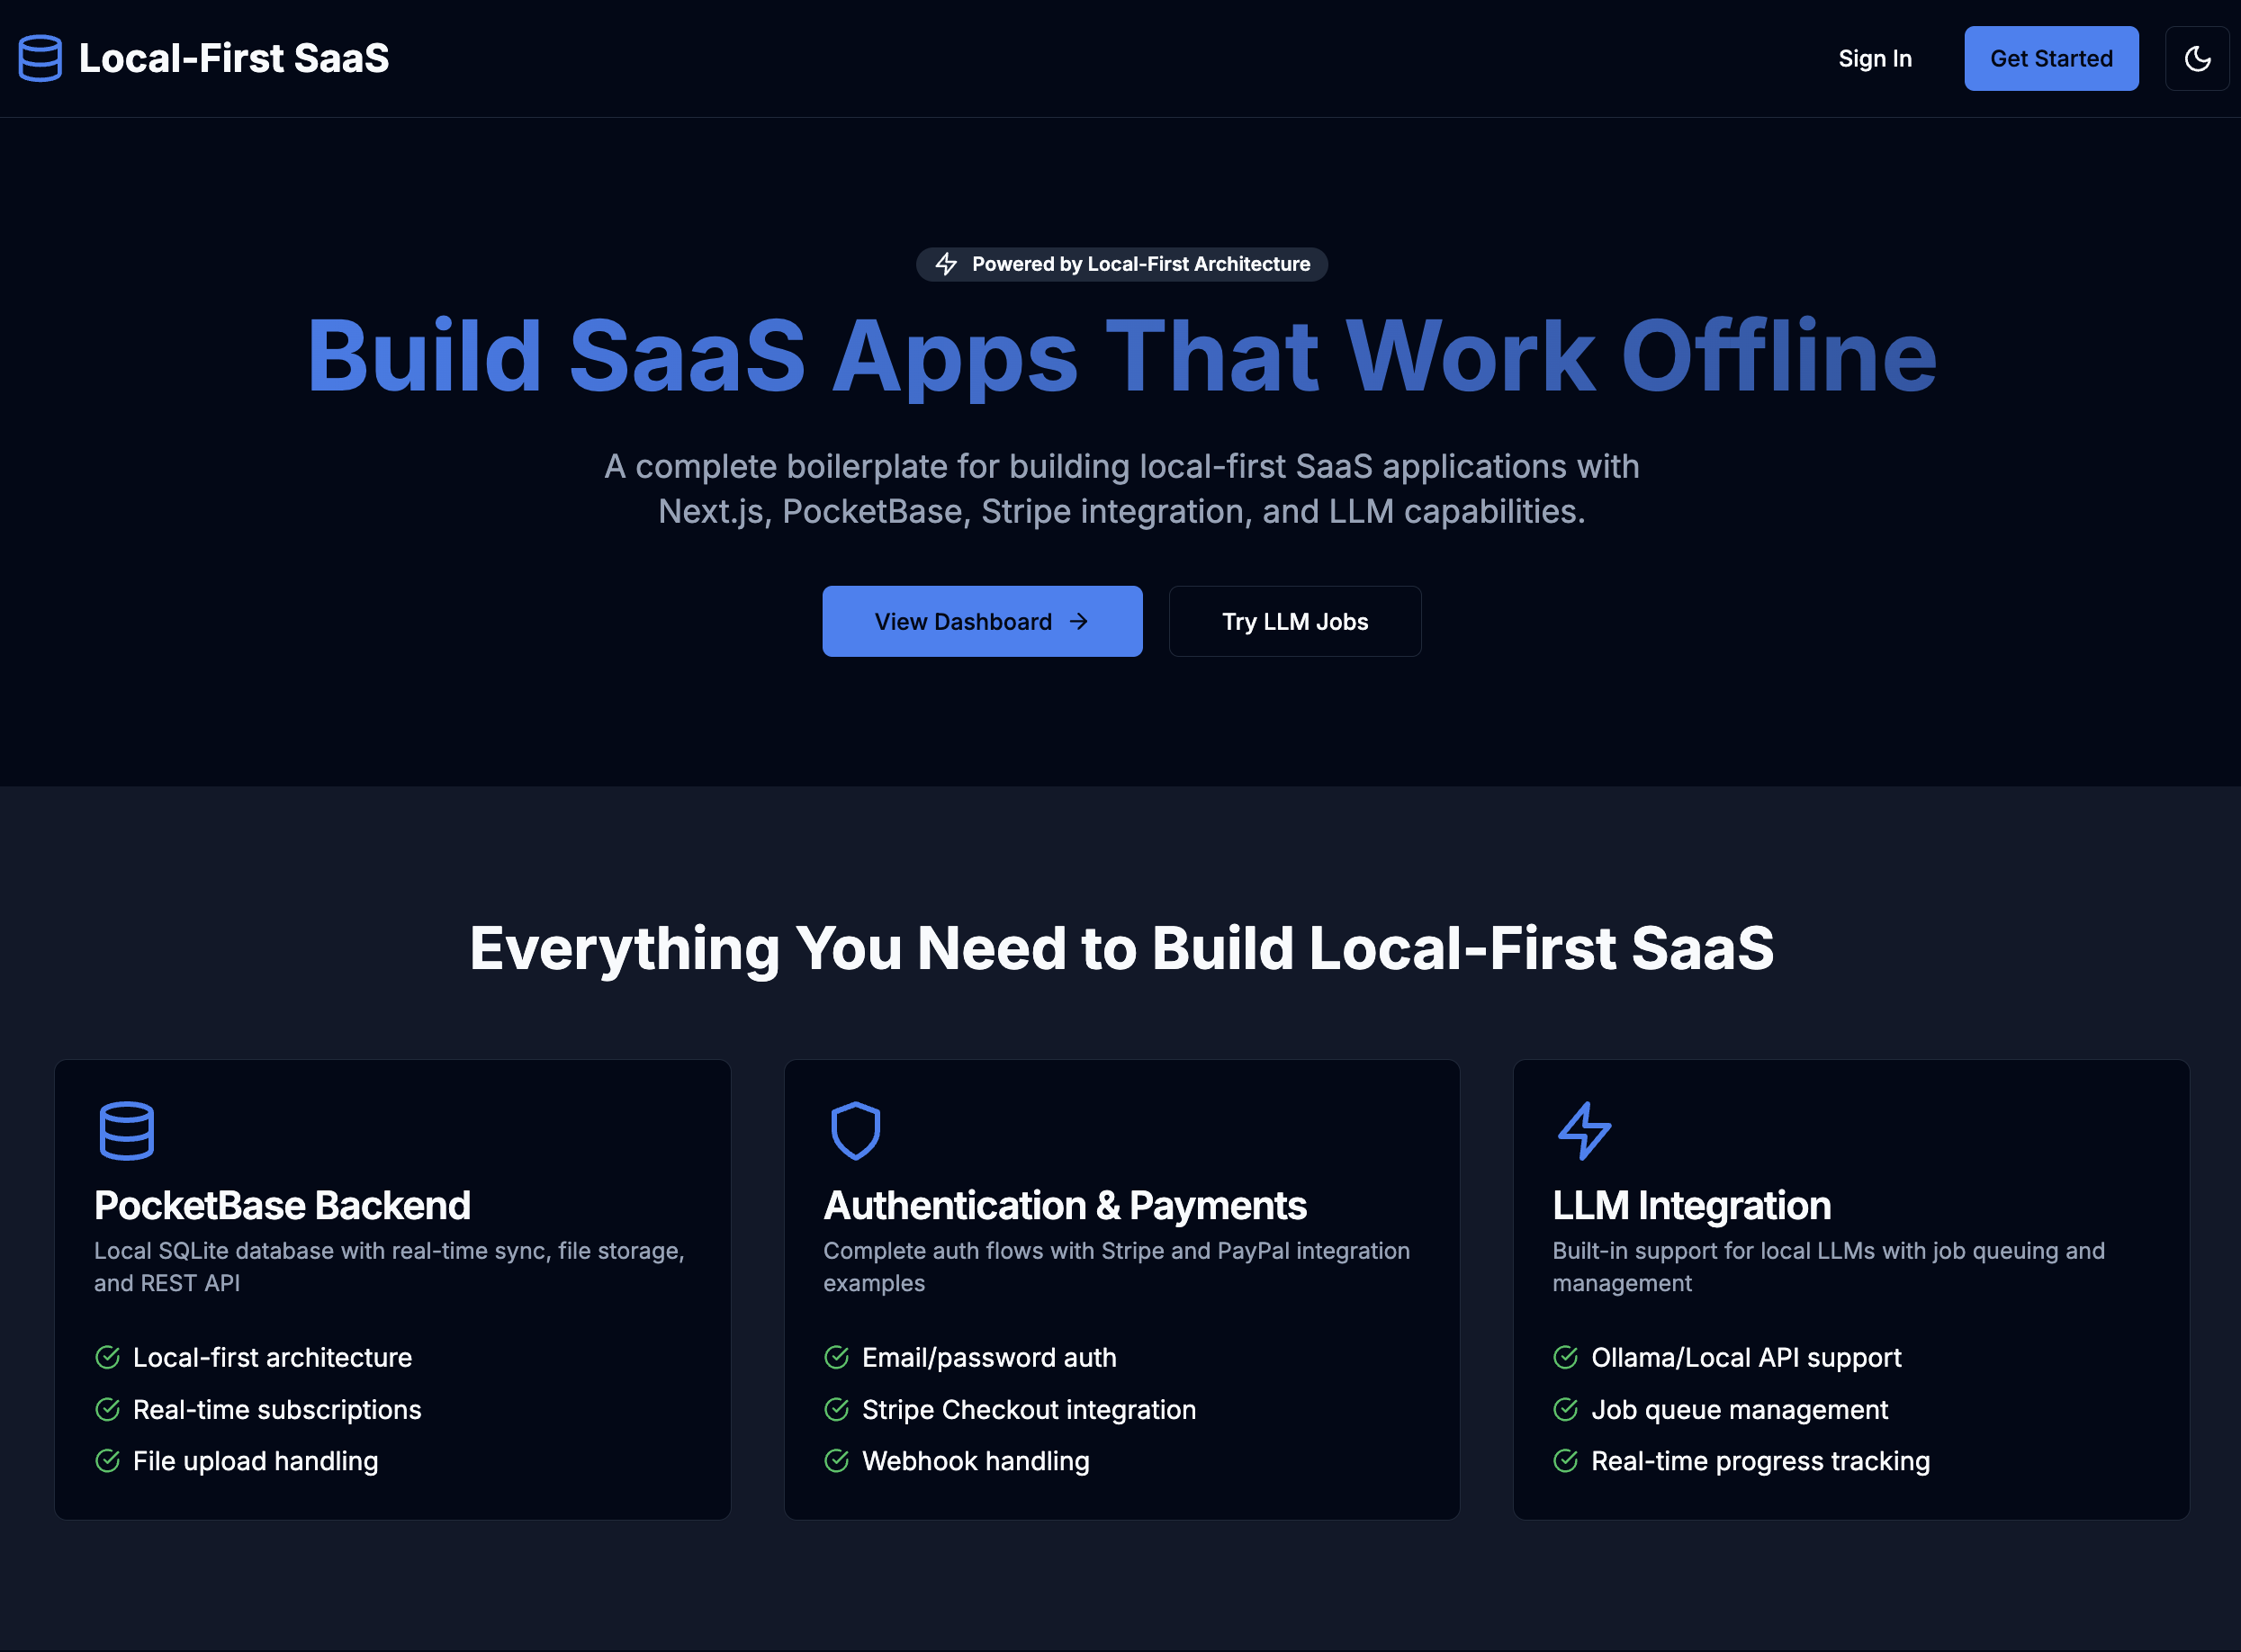 Local-First SaaS
Sign In
Get Started
Powered by Local-First Architecture
Build SaaS Apps That Work Offline
A complete boilerplate for building local-first SaaS applications with
Next.js, PocketBase, Stripe integration, and LLM capabilities.
View Dashboard
Try LLM Jobs
Everything You Need to Build Local-First SaaS
PocketBase Backend
Local SQLite database with real-time sync, file storage,
and REST API
Local-first architecture
Real-time subscriptions
File upload handling
Authentication & Payments
Complete auth flows with Stripe and PayPal integration
examples
Email/password auth
Stripe Checkout integration
Webhook handling
LLM Integration
Built-in support for local LLMs with job queuing and
management
Ollama/Local API support
Job queue management
Real-time progress tracking